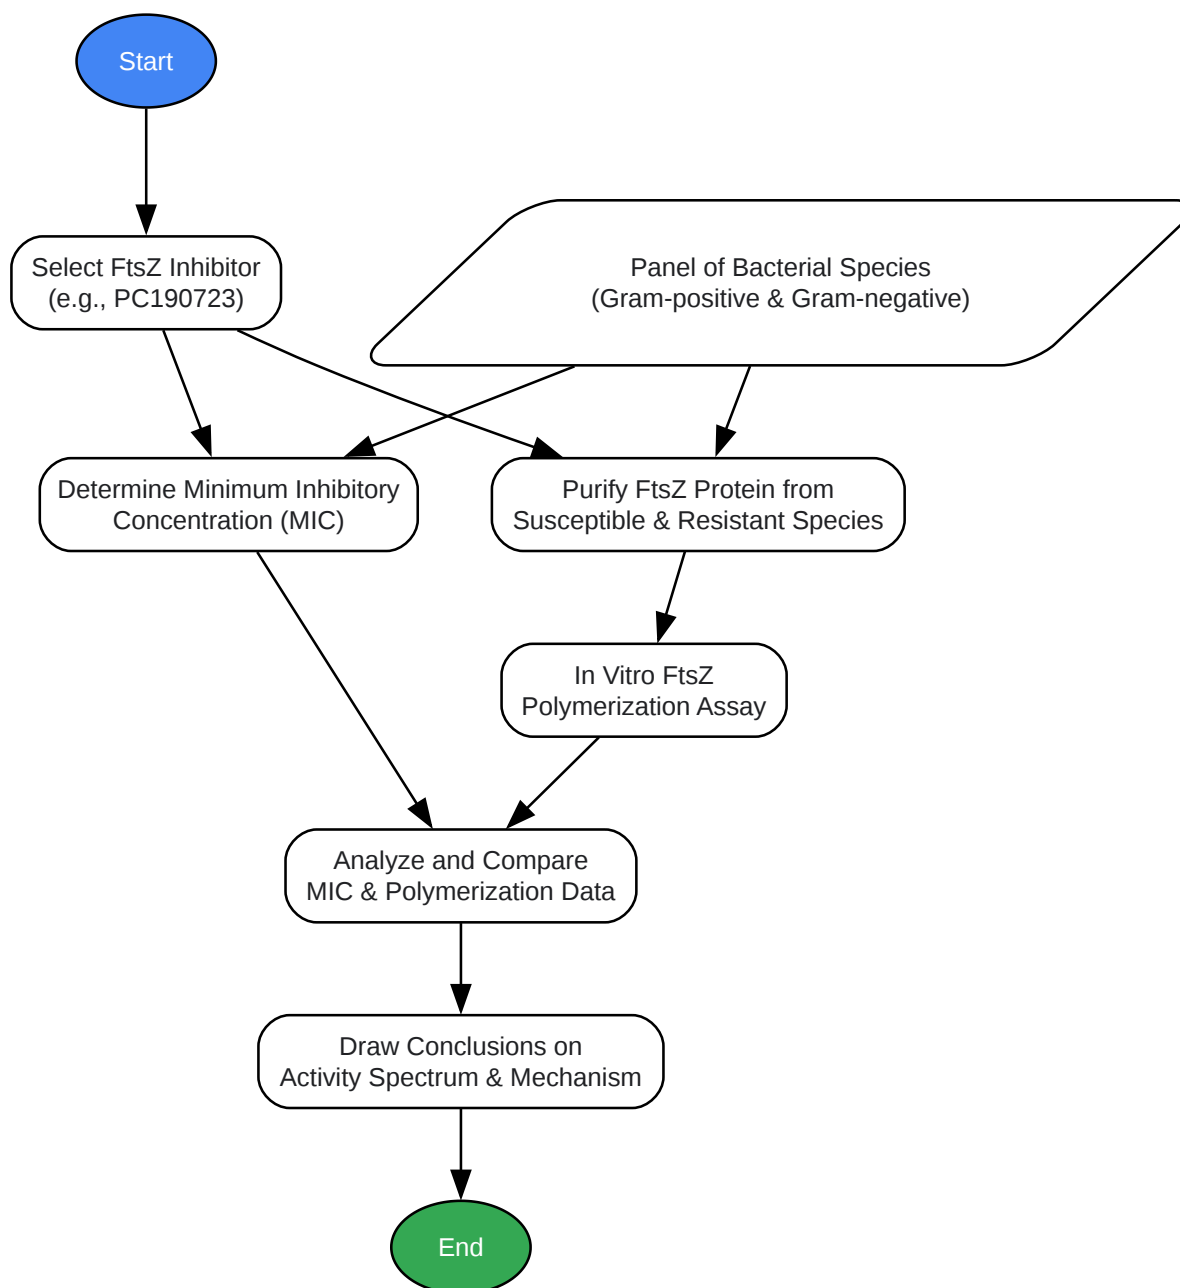 Start
Select FtsZ Inhibitor
(e.g., PC190723)
Panel of Bacterial Species
(Gram-positive & Gram-negative)
Determine Minimum Inhibitory
Concentration (MIC)
Purify FtsZ Protein from
Susceptible & Resistant Species
In Vitro FtsZ
Polymerization Assay
Analyze and Compare
MIC & Polymerization Data
Draw Conclusions on
Activity Spectrum & Mechanism
End